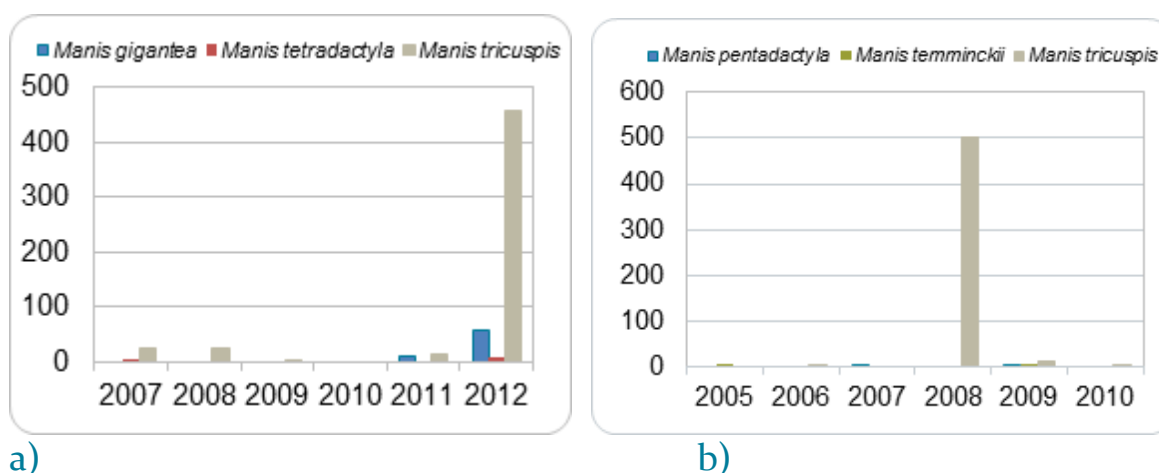 Manis gigantea Manis tetradactyla Manis tricuspis
500
400
300
200
100
0
2007 2008 2009 2010 2011 2012
a)
Manis pentadactyla Manis temminckii Manis tricuspis
600
500
400
300
200
100
0
2005 2006 2007 2008 2009 2010
b)